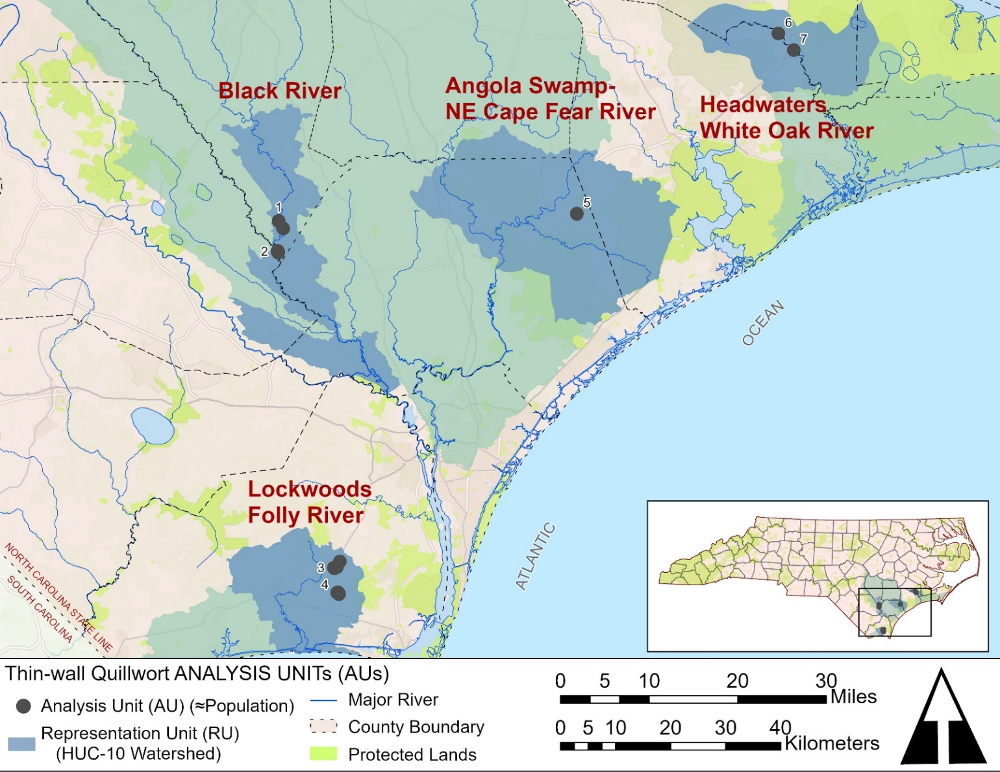 6
7
Black River
Angola Swamp-
NE Cape Fear River
Headwaters
White Oak River
1
5
2
OCEAN
Lockwoods
Folly River
ATLANTIC
3
4
NORTH CAROLINA STATE LINE
SOUTH CAROLINA
Thin-wall Quillwort ANALYSIS UNITs (AUs)
Analysis Unit (AU) (≈Population)
Representation Unit (RU)
(HUC-10 Watershed)
Major River
County Boundary
Protected Lands
0 5 10 20 30
Miles
0 5 10 20 30 40
Kilometers